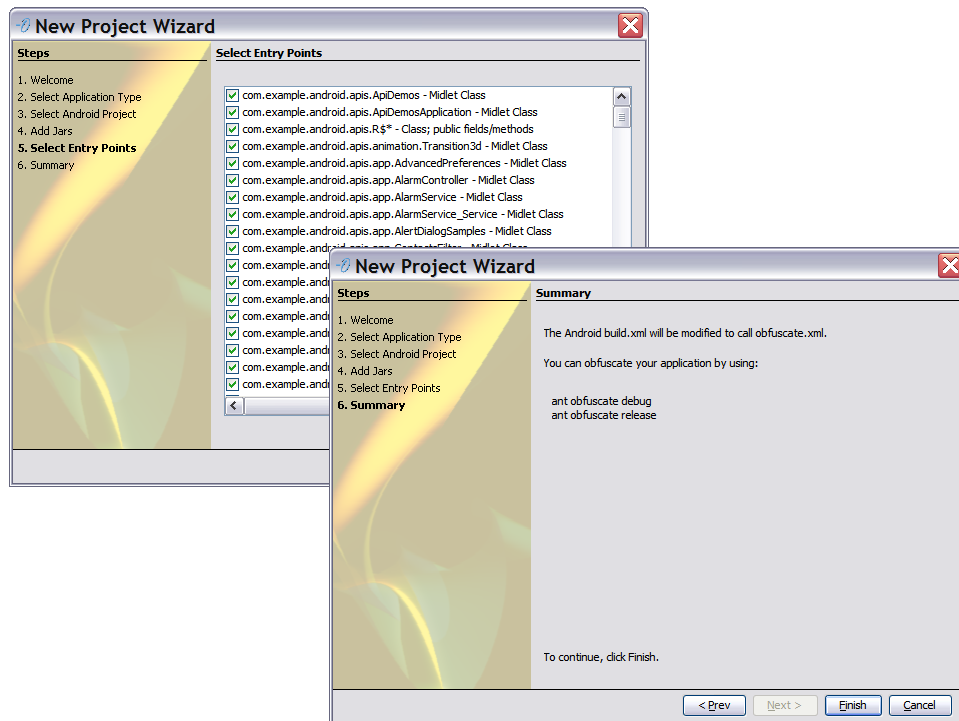 New Project Wizard
Steps
1. Welcome
2. Select Application Type
3. Select Android Project
4. Add Jars
5. Select Entry Points
6. Summary
Select Entry Points
com.example.android.apis.ApiDemos - Midlet Class
com.example.android.apis.ApiDemosApplication - Midlet Class
com.example.android.apis.R$* - Class; public fields/methods
com.example.android.apis.animation.Transition3d - Midlet Class
com.example.android.apis.app.AdvancedPreferences - Midlet Class
com.example.android.apis.app.AlarmController - Midlet Class
com.example.android.apis.app.AlarmService - Midlet Class
com.example.android.apis.app.AlarmService_Service - Midlet Class
com.example.android.apis.app.AlertDialogSamples - Midlet Class
com.example.android.apis.app.ContactsFilter - Midlet Class
com.example.andr
com.example.andr
com.example.andr
com.example.andr
com.example.andr
com.example.andr
com.example.andr
com.example.andr
New Project Wizard
Steps
1. Welcome
2. Select Application Type
3. Select Android Project
4. Add Jars
5. Select Entry Points
6. Summary
Summary
The Android build.xml will be modified to call obfuscate.xml.
You can obfuscate your application by using:
ant obfuscate debug
ant obfuscate release
To continue, click Finish.
< Prev
Next >
Finish
Cancel